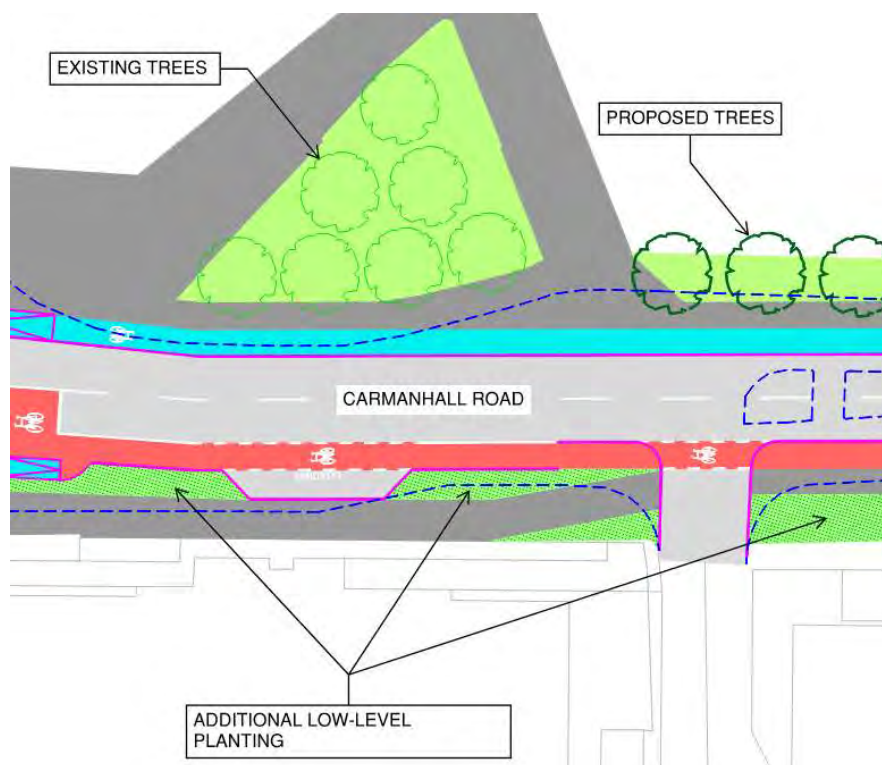 EXISTING TREES
PROPOSED TREES
CARMANHALL ROAD
ADDITIONAL LOW-LEVEL
PLANTING